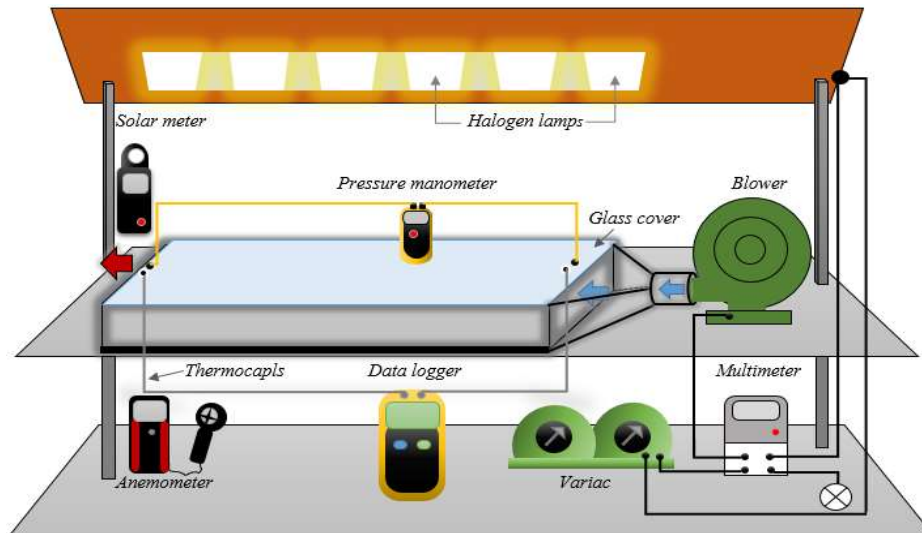 Solar meter
Halogen lamps
Pressure manometer
Blower
Glass cover
Thermocapls
Data logger
Multimeter
Anemometer
Variac